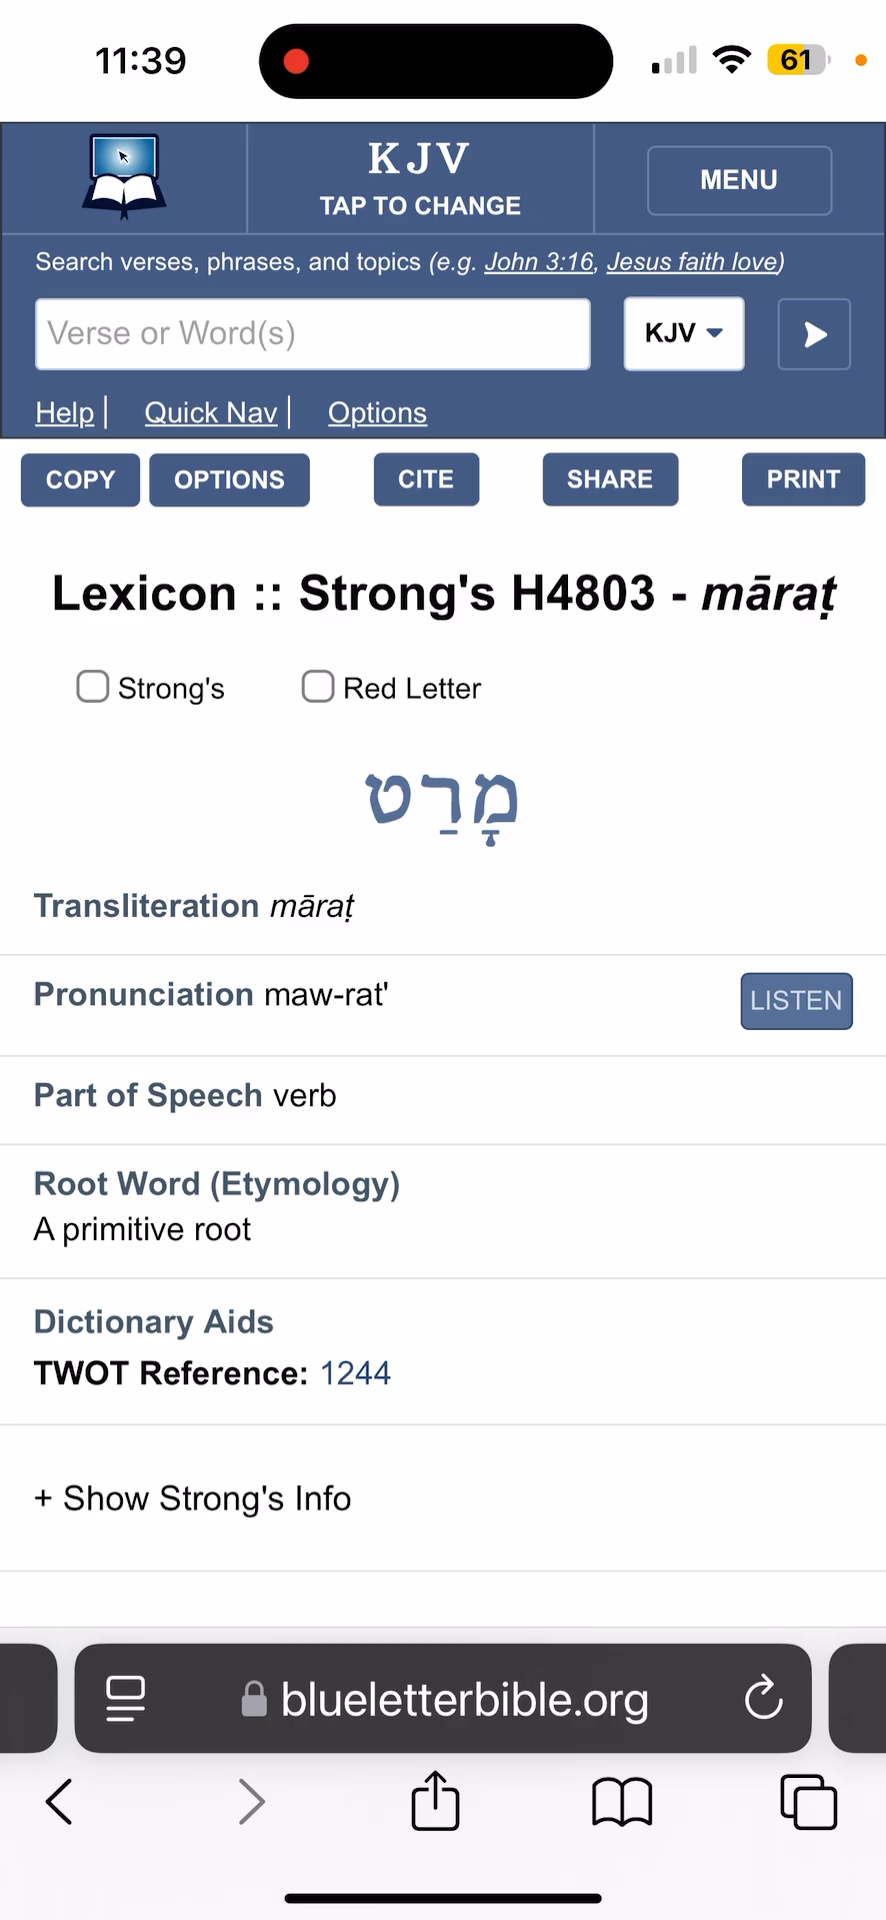 11:39
61
KJV
TAP TO CHANGE
MENU
Search verses, phrases, and topics (e.g. John 3:16, Jesus faith love)
Verse or Word(s)
KJV
Help| Quick Nav| Options
COPY OPTIONS CITE SHARE PRINT
Lexicon :: Strong's H4803 - māraṭ
Strong's Red Letter
מָרַט
Transliteration māraṭ
Pronunciation maw-rat'
LISTEN
Part of Speech verb
Root Word (Etymology)
A primitive root
Dictionary Aids
TWOT Reference: 1244
+ Show Strong's Info
blueletterbible.org